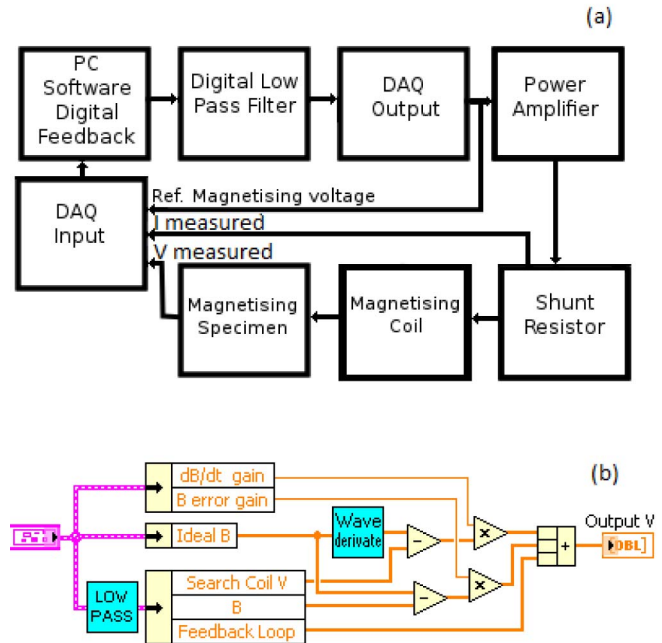 (a)
PC
Software
Digital
Feedback
Digital Low
Pass Filter
DAQ
Output
Power
Amplifier
DAQ
Input
Ref. Magnetising voltage
I measured
V measured
Magnetising
Specimen
Magnetising
Coil
Shunt
Resistor
(b)
dB/dt gain
B error gain
Ideal B
Wave
derivate
Output V
DBL]
LOW
PASS
Search Coil V
B
Feedback Loop